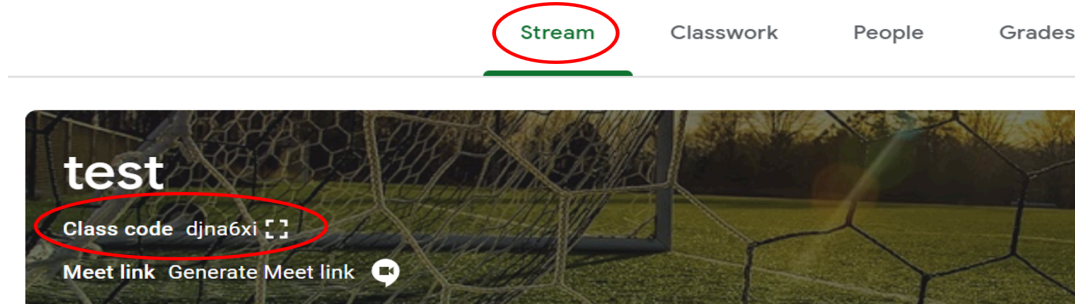 Stream Classwork People Grades
test
Class code djna6xi
Meet link Generate Meet link